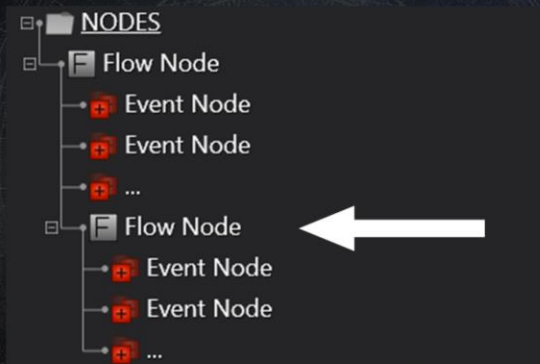 NODES
F Flow Node
Event Node
Event Node
...
F Flow Node
Event Node
Event Node
...